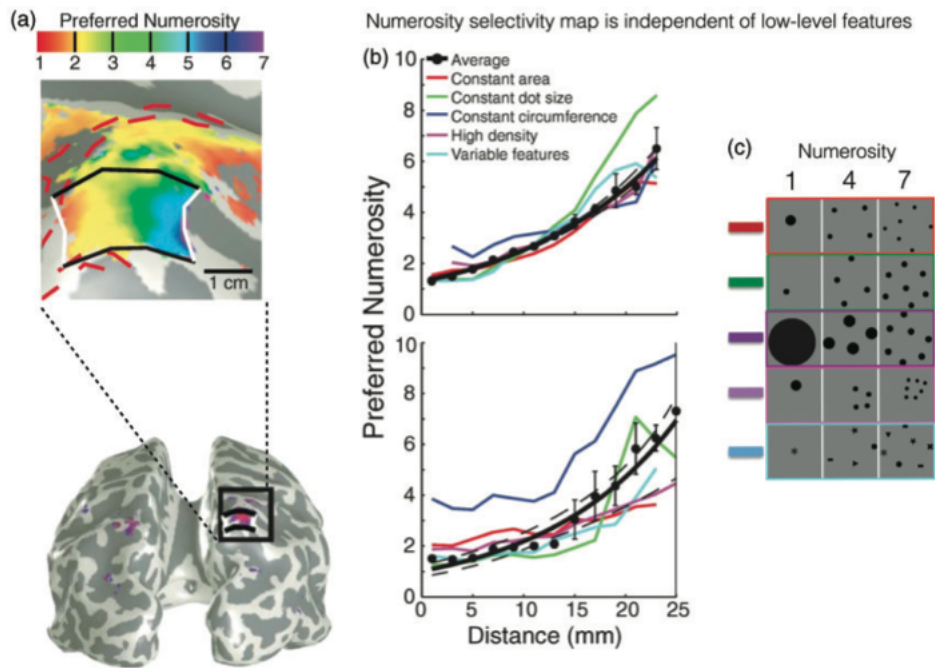 (a)
Preferred Numerosity
1 2 3 4 5 6 7
1 cm
Numerosity selectivity map is independent of low-level features
(b)
Average
Constant area
Constant dot size
Constant circumference
High density
Variable features
10
8
6
4
2
0
Preferred Numerosity
10
8
6
4
2
0
0 5 10 15 20 25
Distance (mm)
(c)
Numerosity
1 4 7